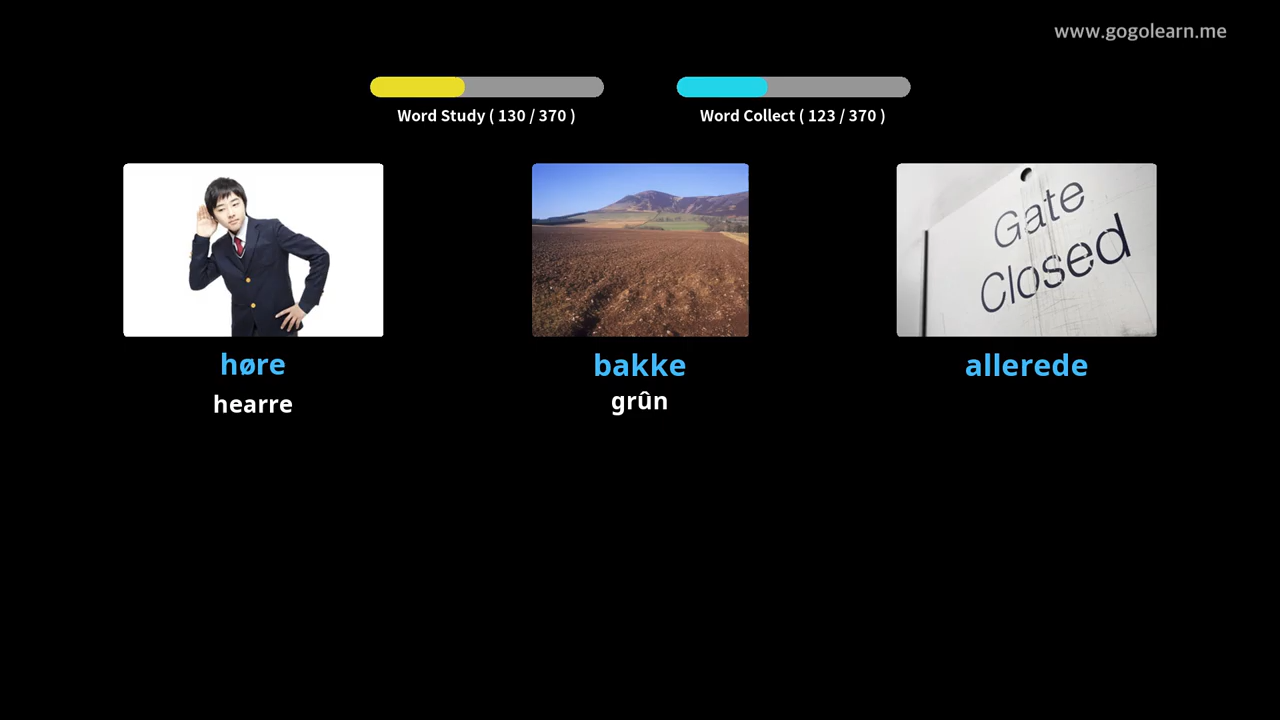 www.gogolearn.me
Word Study ( 130 / 370 )
Word Collect ( 123 / 370 )
Gate
Closed
høre
bakke
allerede
hearre
grûn